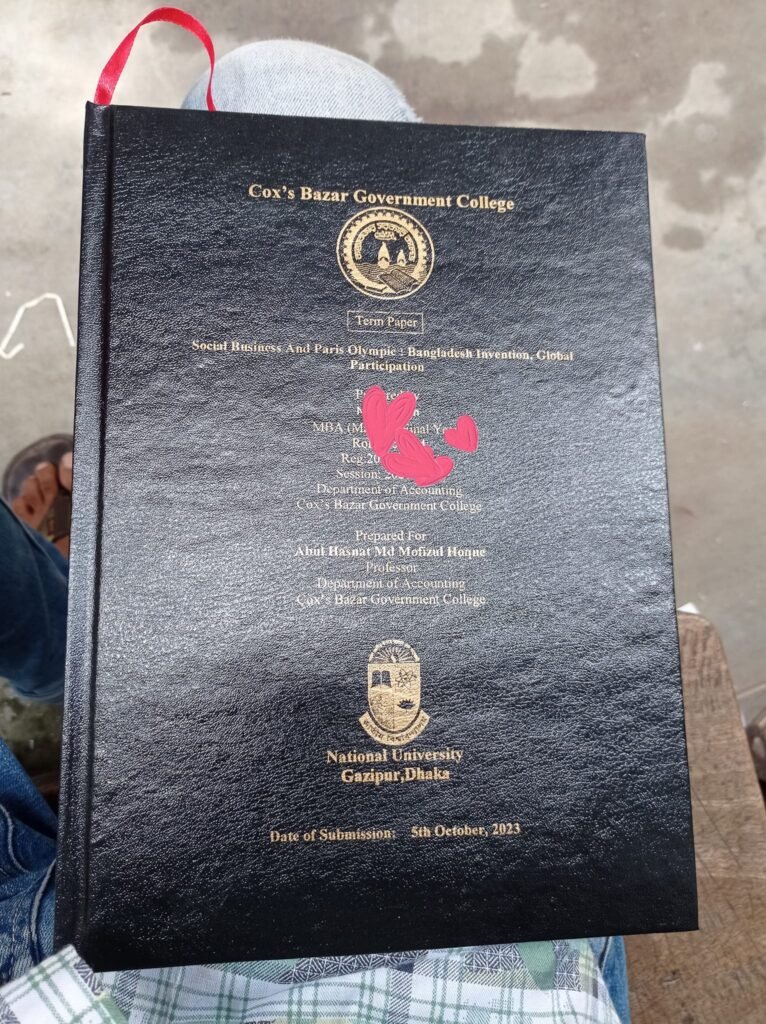 Cox's Bazar Government College
Term Paper
Social Business And Paris Olympic : Bangladesh Invention, Global
Participation
MBA
Session:
Department of Accounting
Cox's Bazar Government College
Prepared For
Abul Hasnat Md Mofizul Hoque
Professor
Department of Accounting
Cox's Bazar Government College
National University
Gazipur,Dhaka
Date of Submission: 5th October, 2023